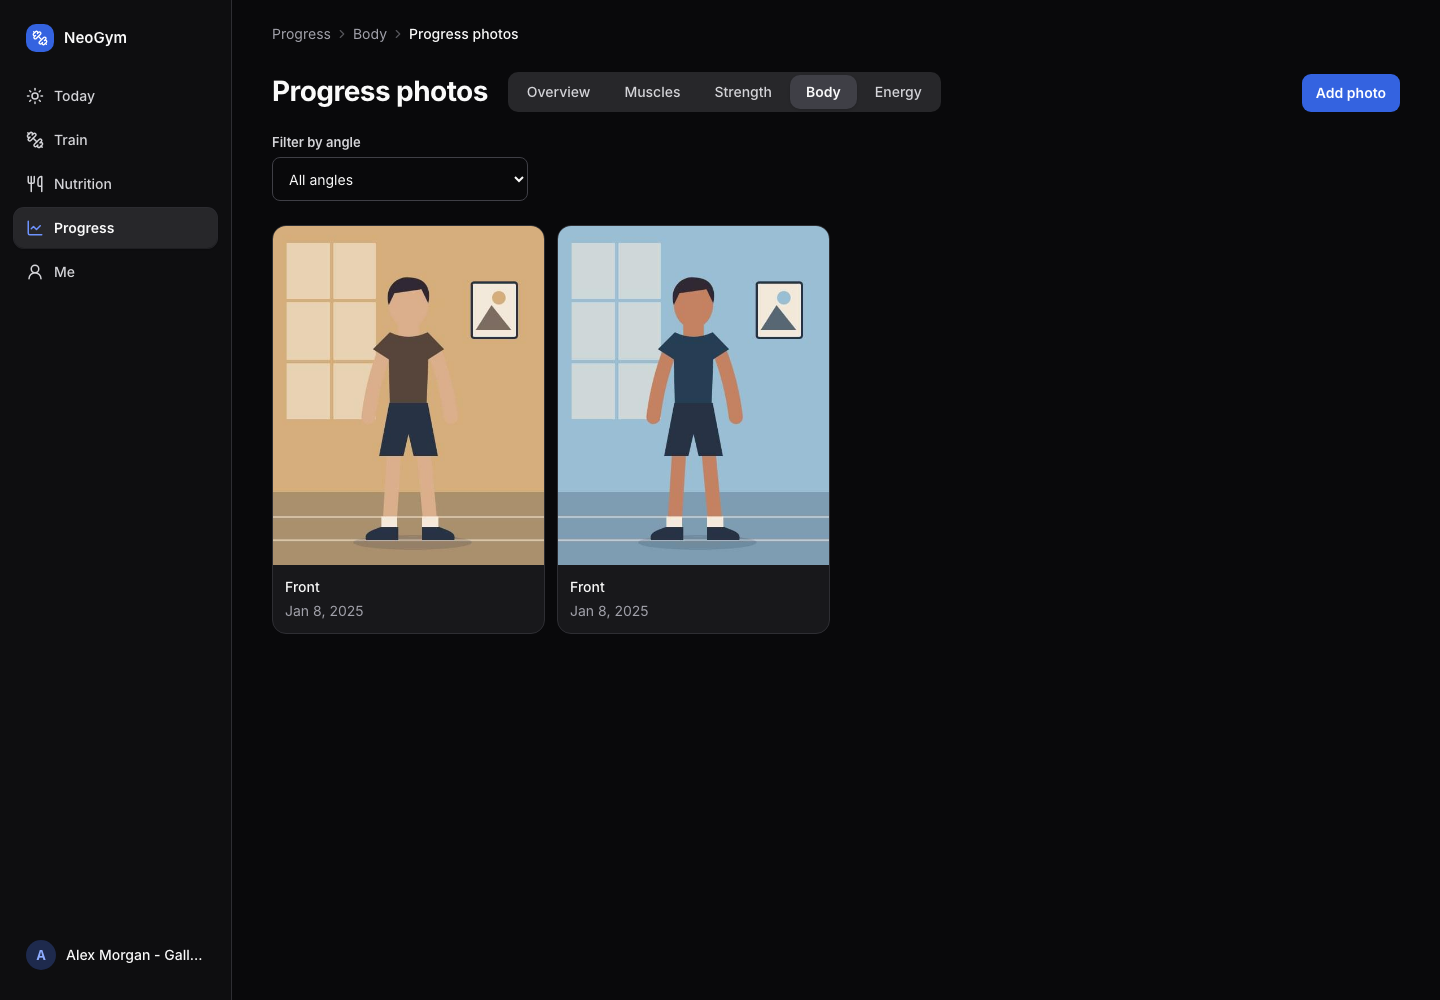 NeoGym
Today
Train
Nutrition
Progress
Me
Alex Morgan - Gall...
A
Progress > Body > Progress photos
Progress photos
Overview Muscles Strength Body Energy
Add photo
Filter by angle
All angles
Front
Jan 8, 2025
Front
Jan 8, 2025